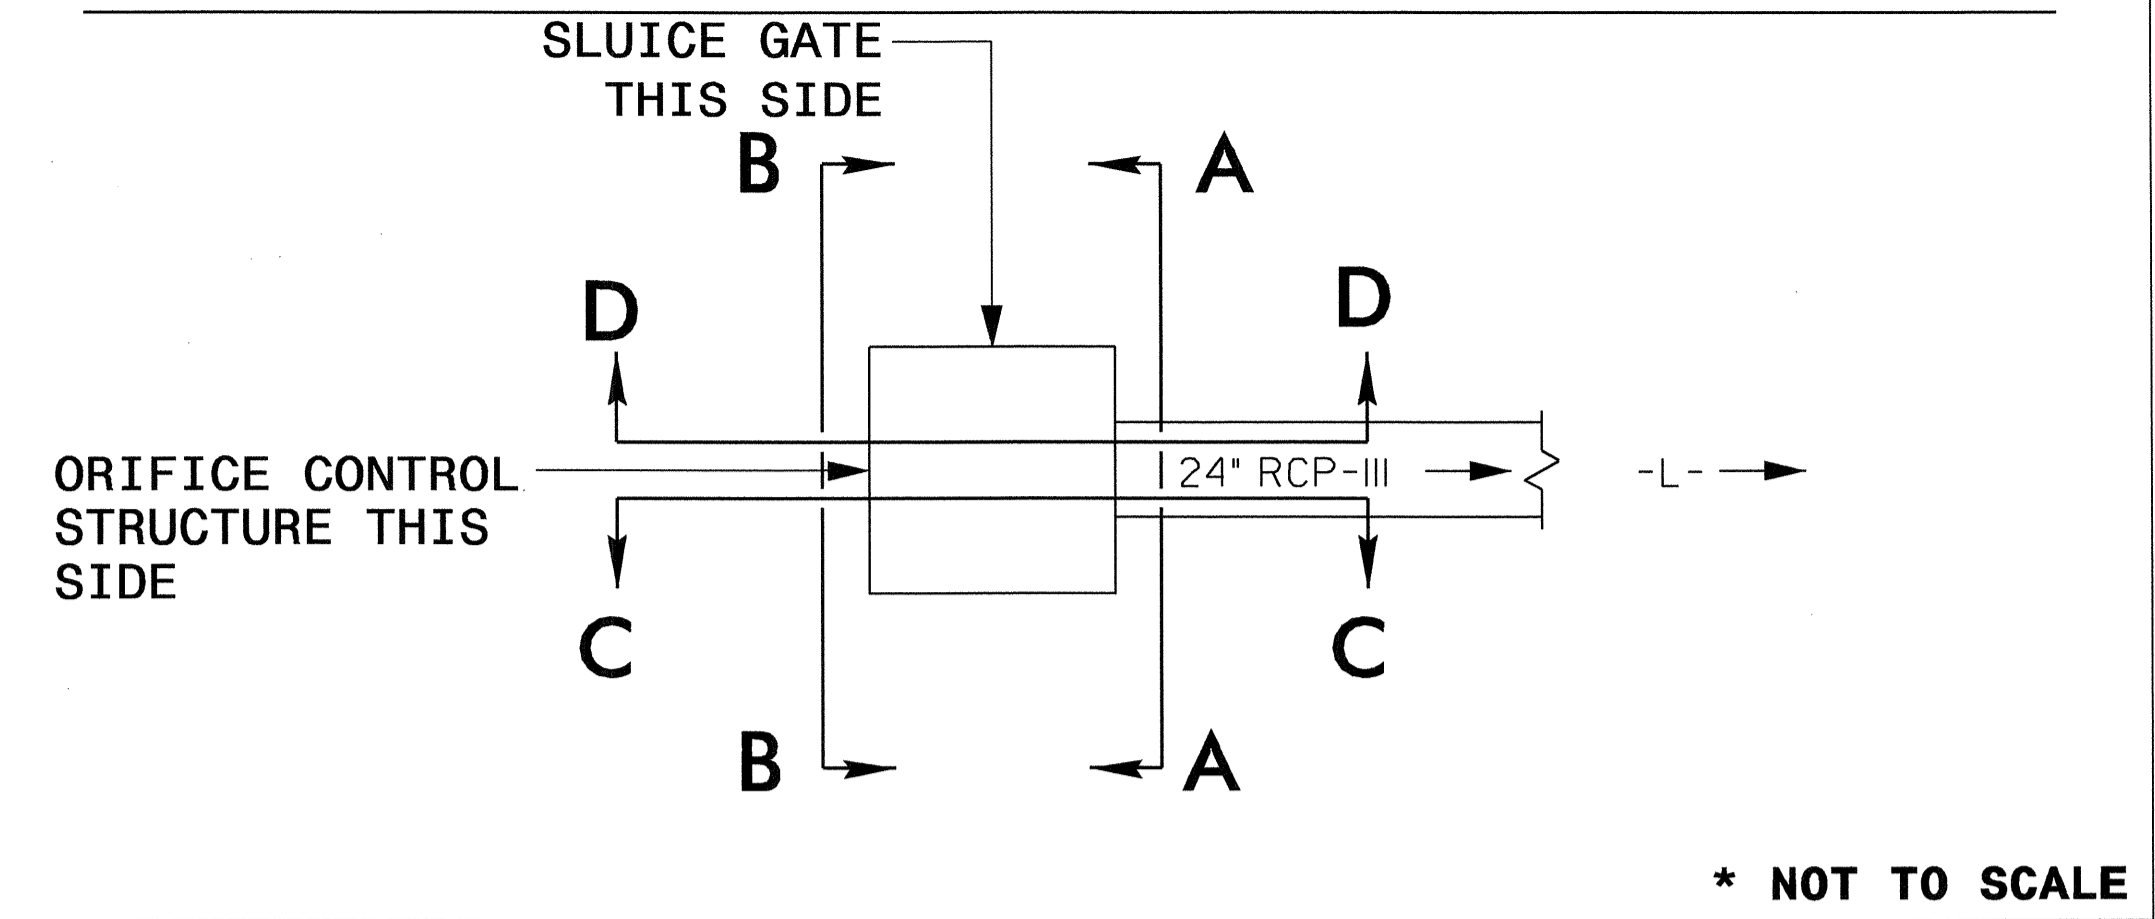 SLUICE GATE
THIS SIDE
B
A
D
D
ORIFICE CONTROL
STRUCTURE THIS
SIDE
24" RCP-III
-L-
C
C
B
A
* NOT TO SCALE